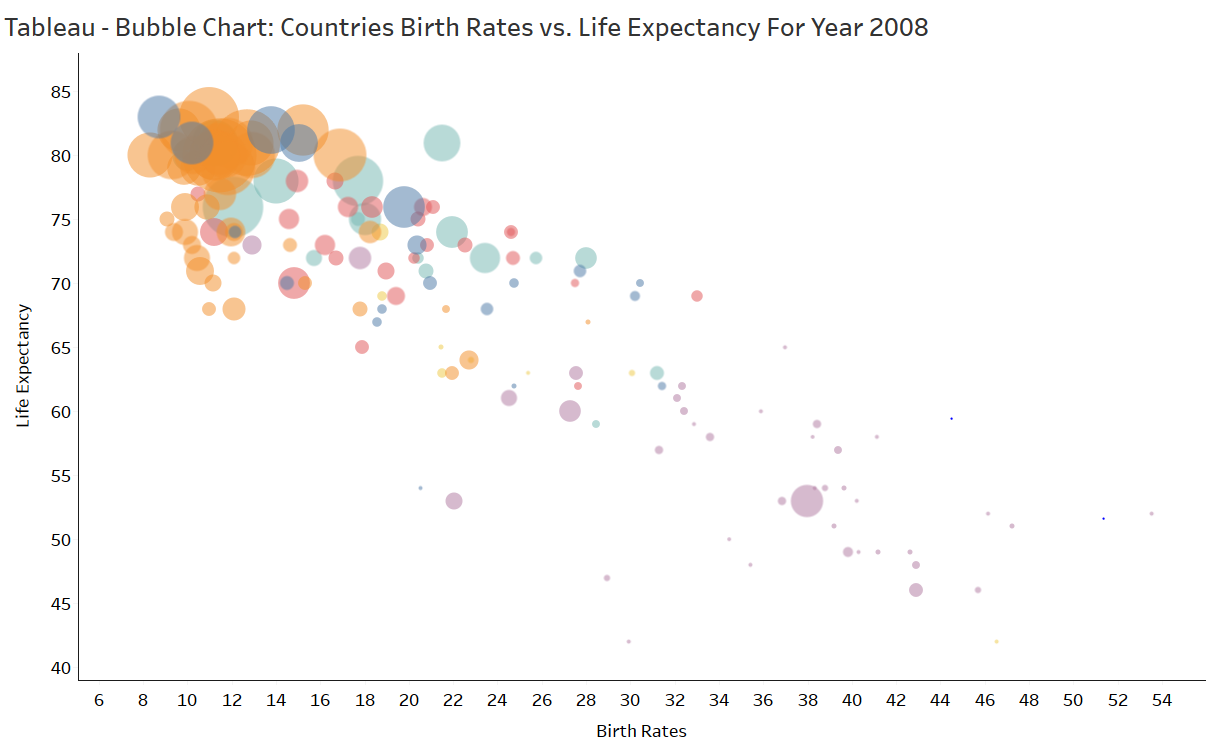 Tableau - Bubble Chart: Countries Birth Rates vs. Life Expectancy For Year 2008
85
80
75
70
65
60
55
50
45
40
Life Expectancy
6 8 10 12 14 16 18 20 22 24 26 28 30 32 34 36 38 40 42 44 46 48 50 52 54
Birth Rates